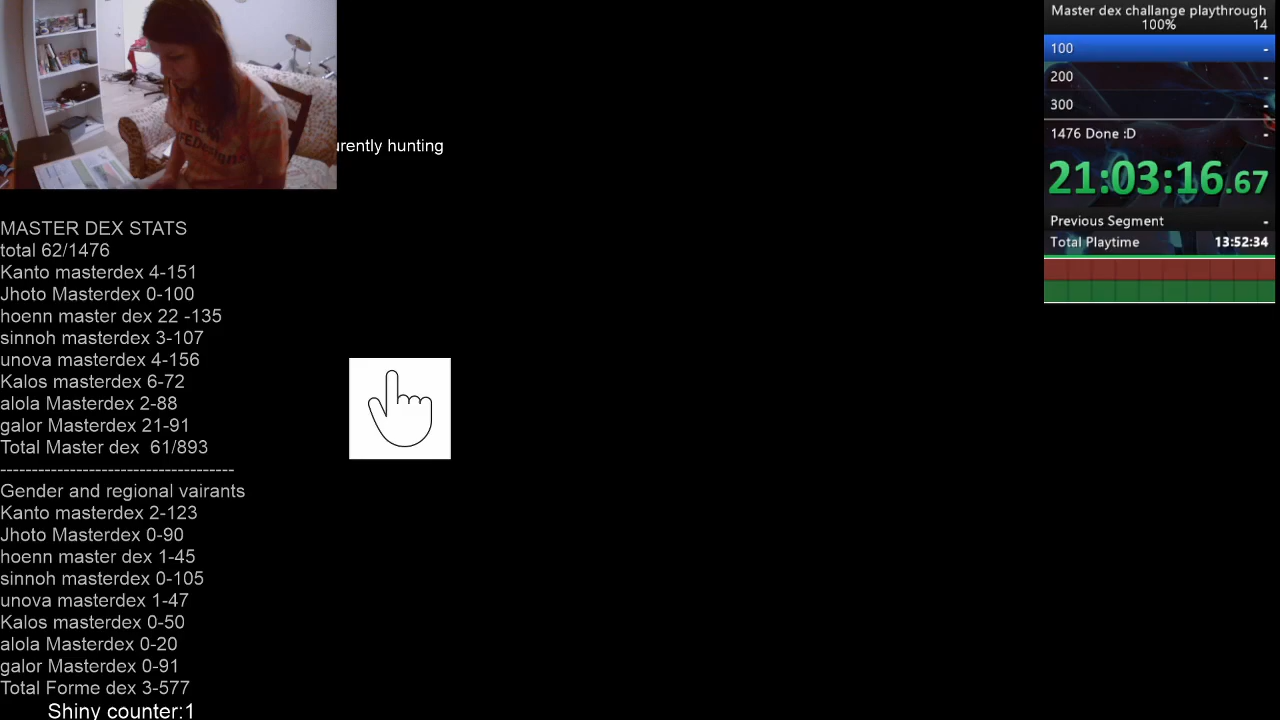 Master dex challange playthrough
100% 14
100 -
200 -
300 -
1476 Done :D -
21:03:16.67
Previous Segment -
Total Playtime 13:52:34
TEAM
urently hunting
MASTER DEX STATS
total 62/1476
Kanto masterdex 4-151
Jhoto Masterdex 0-100
hoenn master dex 22 -135
sinnoh masterdex 3-107
unova masterdex 4-156
Kalos masterdex 6-72
alola Masterdex 2-88
galor Masterdex 21-91
Total Master dex 61/893
-------------------------------------
Gender and regional vairants
Kanto masterdex 2-123
Jhoto Masterdex 0-90
hoenn master dex 1-45
sinnoh masterdex 0-105
unova masterdex 1-47
Kalos masterdex 0-50
alola Masterdex 0-20
galor Masterdex 0-91
Total Forme dex 3-577
Shiny counter:1